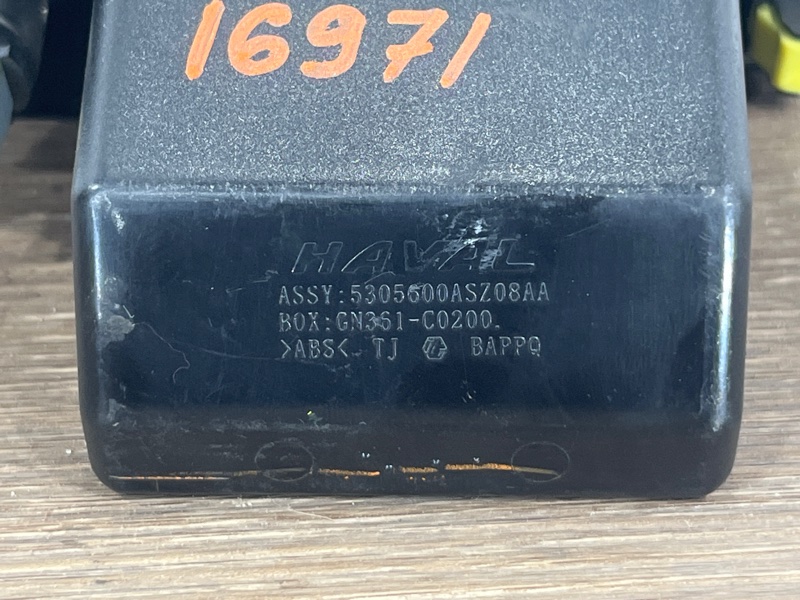 16971
HAVAL
ASSY:5305600ASZ08AA
BOX:GN361-C0200.
>ABS< TJ BAPPQ